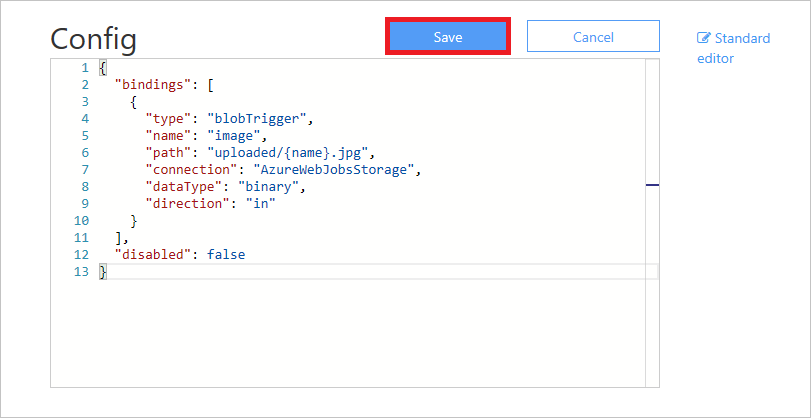 Config
Save
Cancel
Standard
editor
1 {
2   "bindings": [
3     {
4       "type": "blobTrigger",
5       "name": "image",
6       "path": "uploaded/{name}.jpg",
7       "connection": "AzureWebJobsStorage",
8       "dataType": "binary",
9       "direction": "in"
10     }
11   ],
12   "disabled": false
13 }